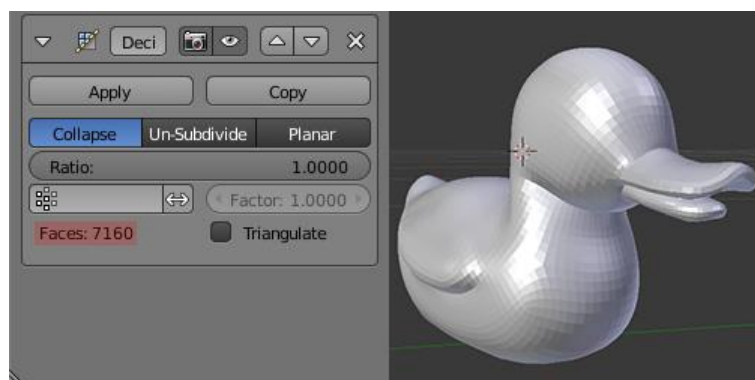 Deci
Apply Copy
Collapse Un-Subdivide Planar
Ratio: 1.0000
Factor: 1.0000
Faces: 7160 Triangulate